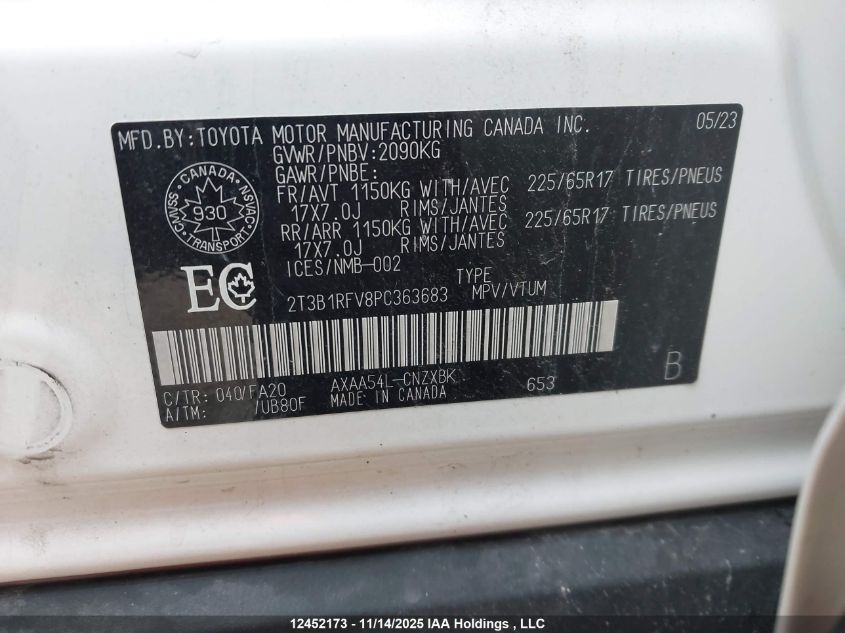 MFD.BY:TOYOTA MOTOR MANUFACTURING CANADA INC. 05/23
GVWR/PNBV:2090KG
GAWR/PNBE:
FR/AVT 1150KG WITH/AVEC 225/65R17 TIRES/PNEUS
17X7.0J RIMS/JANTES
RR/ARR 1150KG WITH/AVEC 225/65R17 TIRES/PNEUS
17X7.0J RIMS/JANTES
ICES/NMB-002
CANADA
CMVSS 930 NSVAC
TRANSPORT
EC
TYPE
2T3B1RFV8PC363683 MPV/VTUM
C/TR: 040/FA20 AXAA54L-CNZXBK 653 B
A/TM: /UB80F MADE IN CANADA
12452173 - 11/14/2025 IAA Holdings , LLC